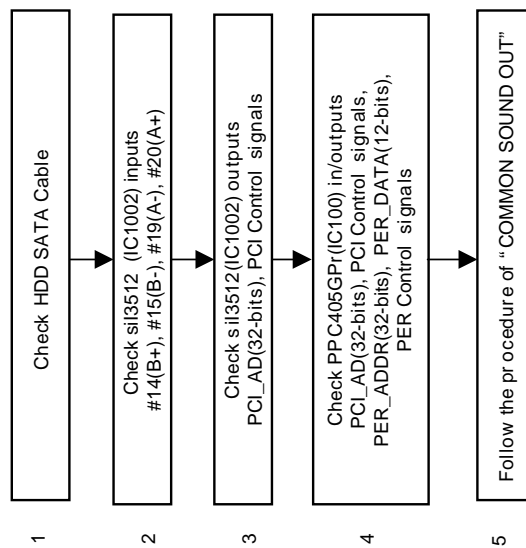 1
Check HDD SATA Cable
2
Check sil3512 (IC1002) inputs
#14(B+), #15(B-), #19(A-), #20(A+)
3
Check sil3512(IC1002) outputs
PCI_AD(32-bits), PCI Control signals
4
Check PPC405GPr(IC100) in/outputs
PCI_AD(32-bits), PCI Control signals,
PER_ADDR(32-bits), PER_DATA(12-bits),
PER Control signals
5
Follow the procedure of “COMMON SOUND OUT”